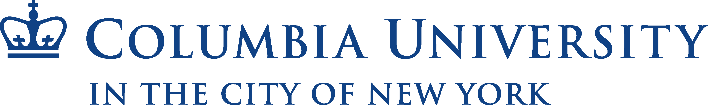 COLUMBIA UNIVERSITY
IN THE CITY OF NEW YORK